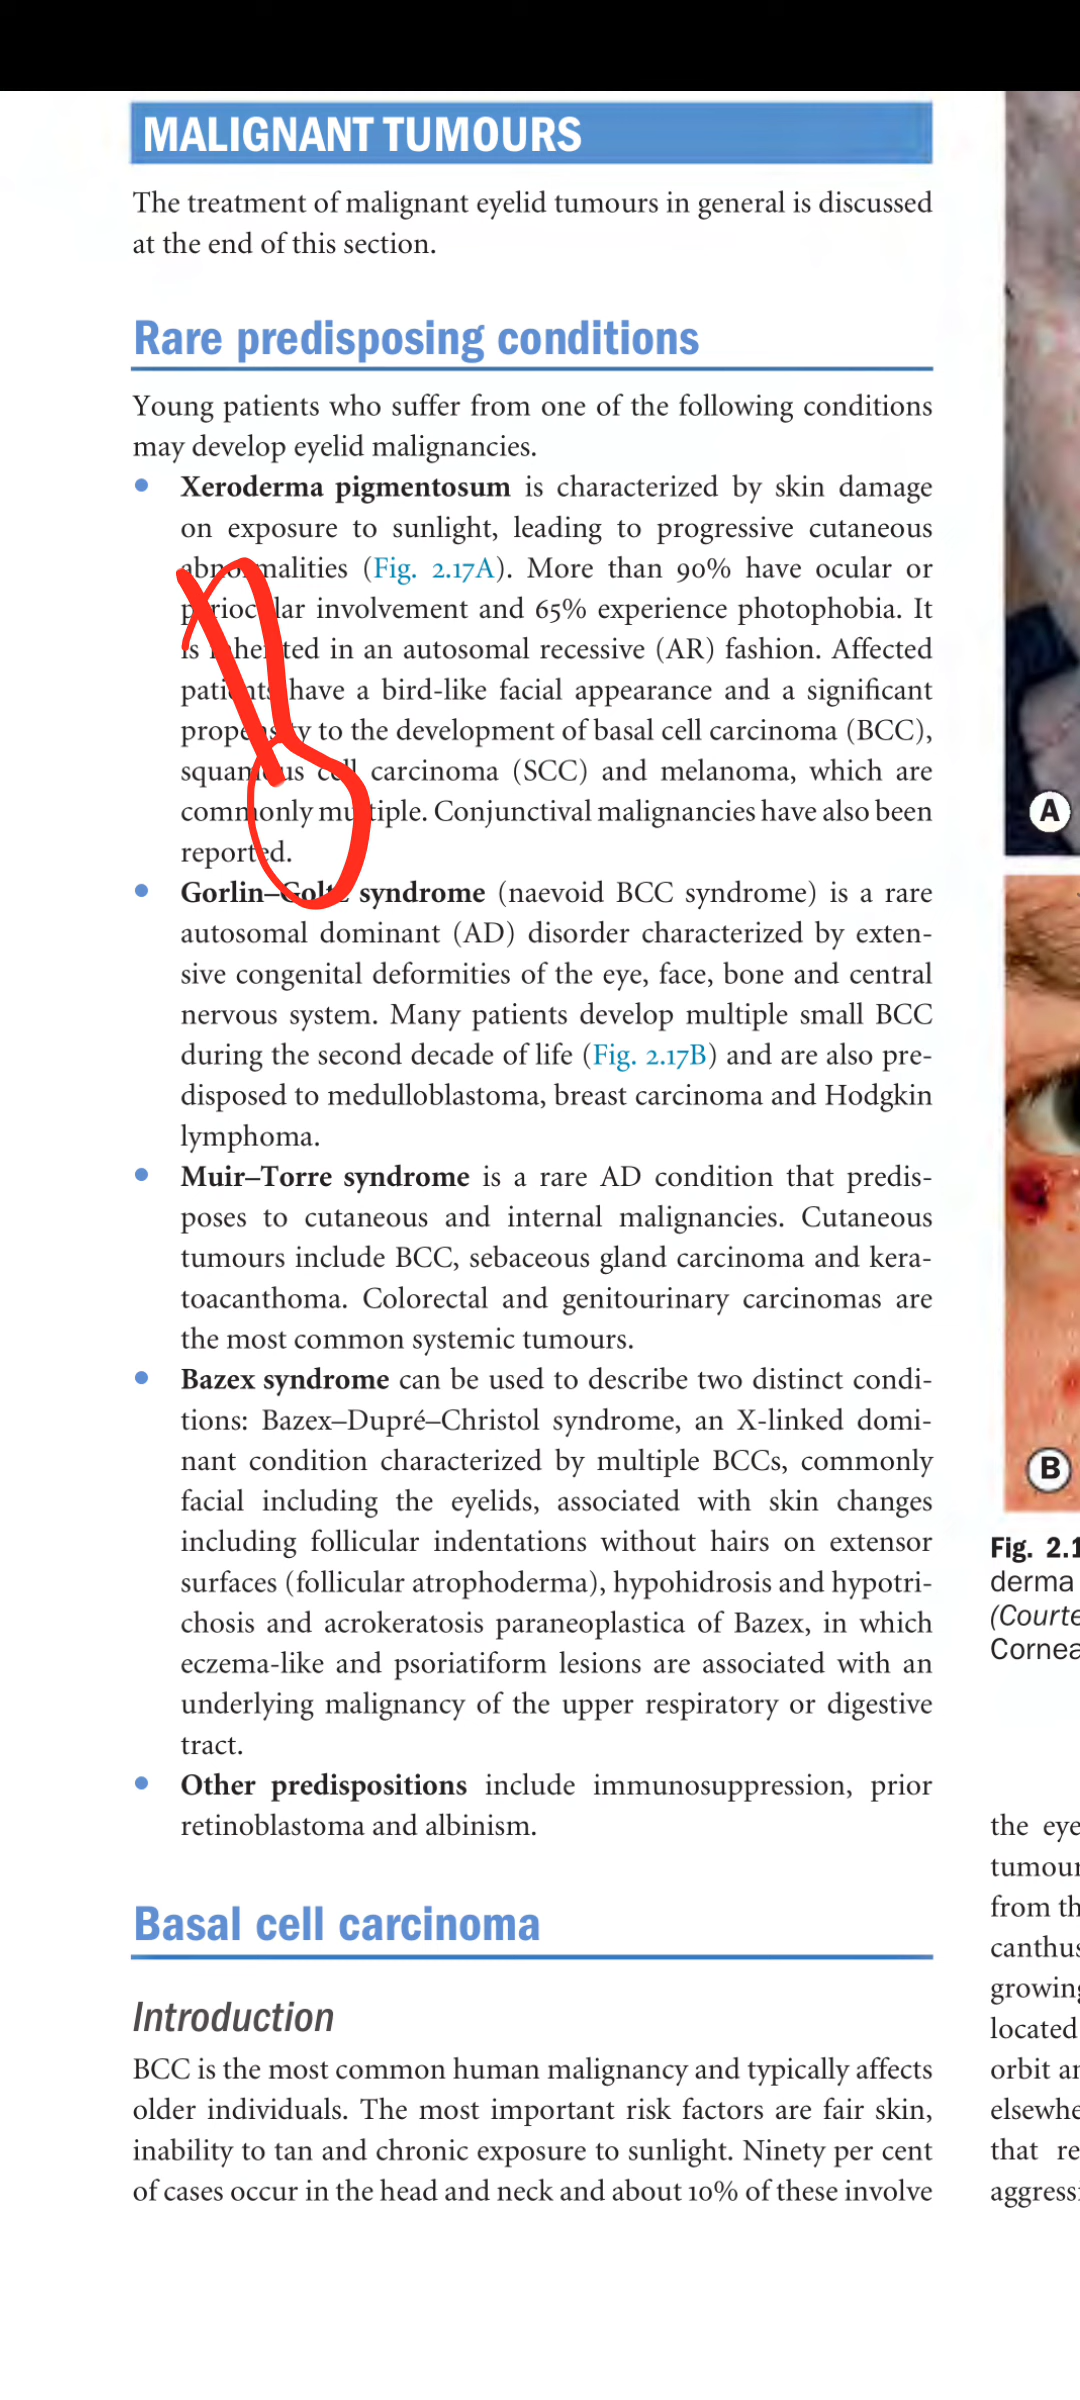 MALIGNANT TUMOURS
The treatment of malignant eyelid tumours in general is discussed
at the end of this section.
Rare predisposing conditions
Young patients who suffer from one of the following conditions
may develop eyelid malignancies.
• Xeroderma pigmentosum is characterized by skin damage
on exposure to sunlight, leading to progressive cutaneous
abnormalities (Fig. 2.17A). More than 90% have ocular or
periocular involvement and 65% experience photophobia. It
is inherited in an autosomal recessive (AR) fashion. Affected
patients have a bird-like facial appearance and a significant
propensity to the development of basal cell carcinoma (BCC),
squamous cell carcinoma (SCC) and melanoma, which are
commonly multiple. Conjunctival malignancies have also been
reported.
• Gorlin–Goltz syndrome (naevoid BCC syndrome) is a rare
autosomal dominant (AD) disorder characterized by exten-
sive congenital deformities of the eye, face, bone and central
nervous system. Many patients develop multiple small BCC
during the second decade of life (Fig. 2.17B) and are also pre-
disposed to medulloblastoma, breast carcinoma and Hodgkin
lymphoma.
• Muir–Torre syndrome is a rare AD condition that predis-
poses to cutaneous and internal malignancies. Cutaneous
tumours include BCC, sebaceous gland carcinoma and kera-
toacanthoma. Colorectal and genitourinary carcinomas are
the most common systemic tumours.
• Bazex syndrome can be used to describe two distinct condi-
tions: Bazex–Dupré–Christol syndrome, an X-linked domi-
nant condition characterized by multiple BCCs, commonly
facial including the eyelids, associated with skin changes
including follicular indentations without hairs on extensor
surfaces (follicular atrophoderma), hypohidrosis and hypotri-
chosis and acrokeratosis paraneoplastica of Bazex, in which
eczema-like and psoriatiform lesions are associated with an
underlying malignancy of the upper respiratory or digestive
tract.
• Other predispositions include immunosuppression, prior
retinoblastoma and albinism.
Basal cell carcinoma
Introduction
BCC is the most common human malignancy and typically affects
older individuals. The most important risk factors are fair skin,
inability to tan and chronic exposure to sunlight. Ninety per cent
of cases occur in the head and neck and about 10% of these involve
A
B
Fig. 2.1
derma
(Courte
Cornea
the eye
tumour
from th
canthus
growing
located
orbit an
elsewhe
that re
aggressi